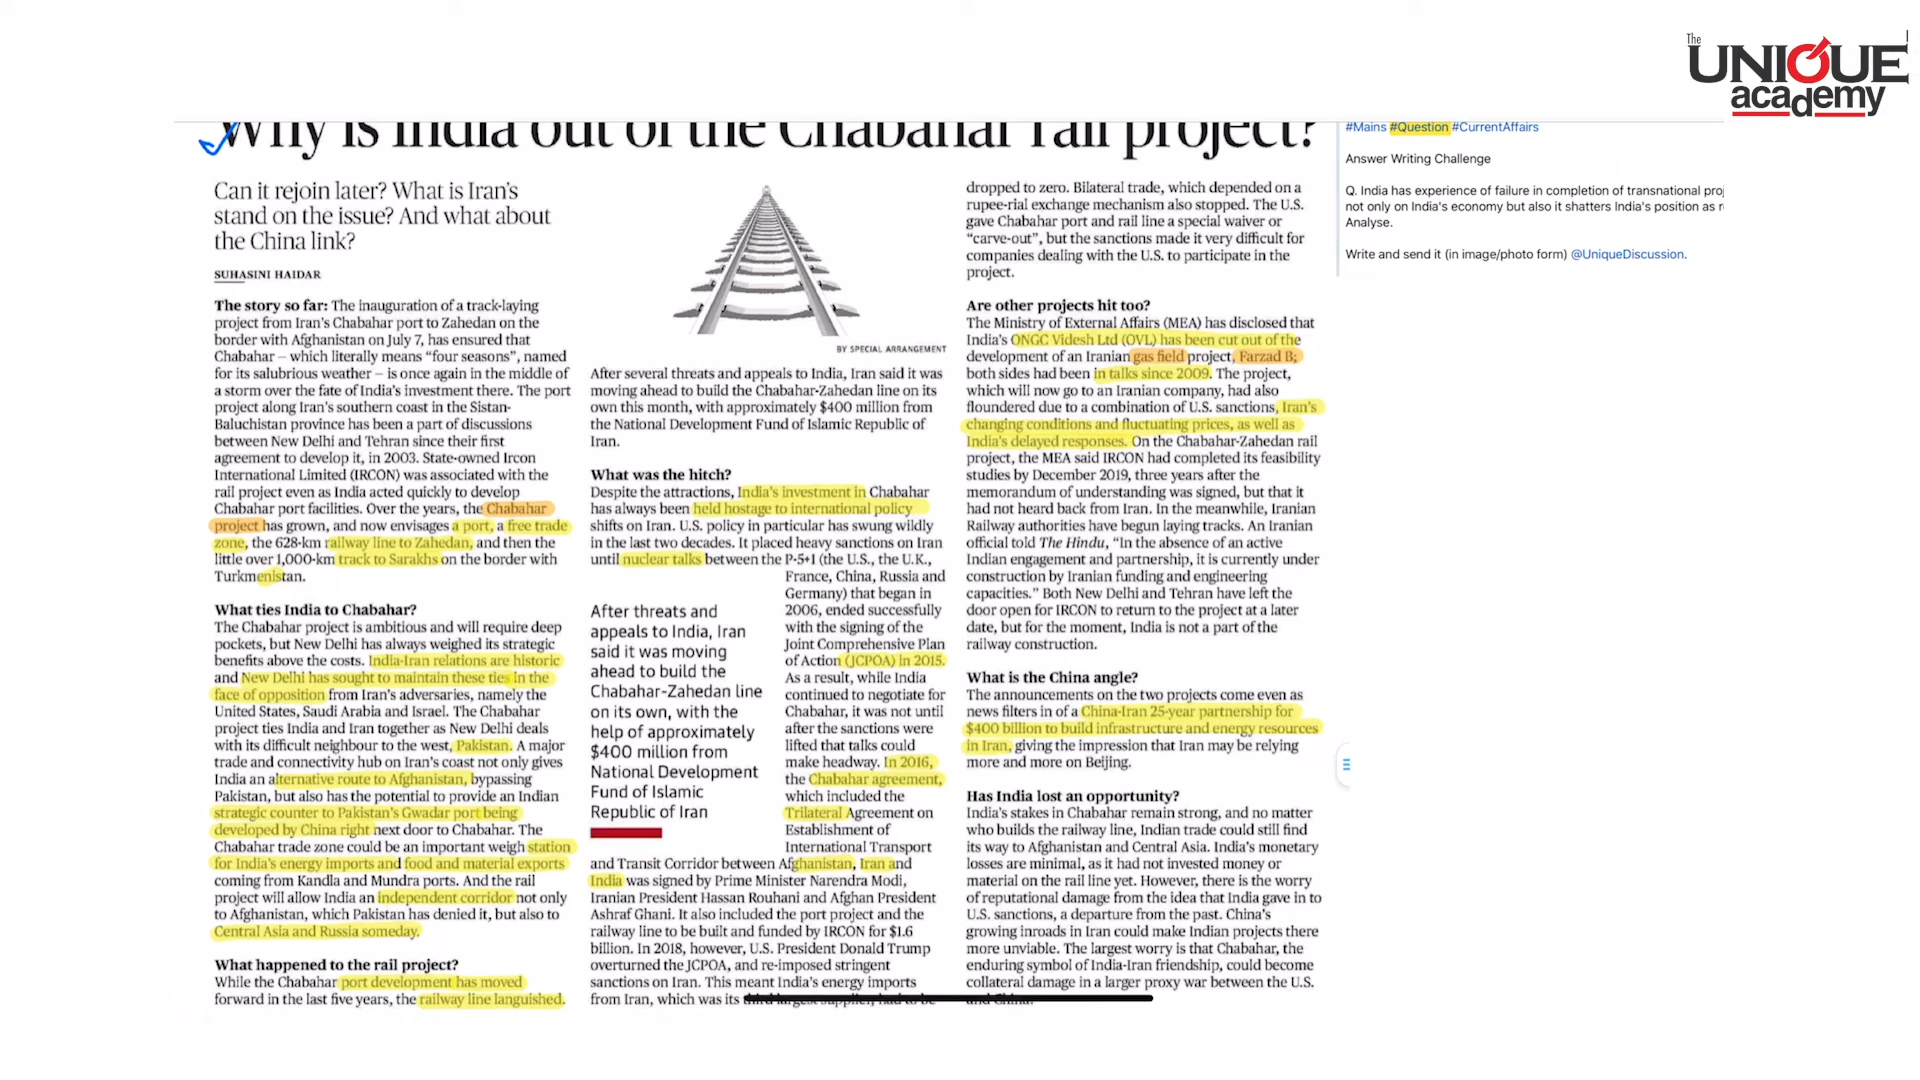 The
UNIQUE
academy
Why is India out of the Chabahar rail project?
Can it rejoin later? What is Iran's
stand on the issue? And what about
the China link?
SUHASINI HAIDAR
The story so far: The inauguration of a track-laying
project from Iran's Chabahar port to Zahedan on the
border with Afghanistan on July 7, has ensured that
Chabahar – which literally means "four seasons", named
for its salubrious weather – is once again in the middle of
a storm over the fate of India's investment there. The port
project along Iran's southern coast in the Sistan-
Baluchistan province has been a part of discussions
between New Delhi and Tehran since their first
agreement to develop it, in 2003. State-owned Ircon
International Limited (IRCON) was associated with the
rail project even as India acted quickly to develop
Chabahar port facilities. Over the years, the Chabahar
project has grown, and now envisages a port, a free trade
zone, the 628-km railway line to Zahedan, and then the
little over 1,000-km track to Sarakhs on the border with
Turkmenistan.
What ties India to Chabahar?
The Chabahar project is ambitious and will require deep
pockets, but New Delhi has always weighed its strategic
benefits above the costs. India-Iran relations are historic
and New Delhi has sought to maintain these ties in the
face of opposition from Iran's adversaries, namely the
United States, Saudi Arabia and Israel. The Chabahar
project ties India and Iran together as New Delhi deals
with its difficult neighbour to the west, Pakistan. A major
trade and connectivity hub on Iran's coast not only gives
India an alternative route to Afghanistan, bypassing
Pakistan, but also has the potential to provide an Indian
strategic counter to Pakistan's Gwadar port being
developed by China right next door to Chabahar. The
Chabahar trade zone could be an important weigh station
for India's energy imports and food and material exports
coming from Kandla and Mundra ports. And the rail
project will allow India an independent corridor not only
to Afghanistan, which Pakistan has denied it, but also to
Central Asia and Russia someday.
What happened to the rail project?
While the Chabahar port development has moved
forward in the last five years, the railway line languished.
BY SPECIAL ARRANGEMENT
After several threats and appeals to India, Iran said it was
moving ahead to build the Chabahar-Zahedan line on its
own this month, with approximately $400 million from
the National Development Fund of Islamic Republic of
Iran.
What was the hitch?
Despite the attractions, India's investment in Chabahar
has always been held hostage to international policy
shifts on Iran. U.S. policy in particular has swung wildly
in the last two decades. It placed heavy sanctions on Iran
until nuclear talks between the P-5+1 (the U.S., the U.K.,
France, China, Russia and
Germany) that began in
2006, ended successfully
with the signing of the
Joint Comprehensive Plan
of Action (JCPOA) in 2015.
As a result, while India
continued to negotiate for
Chabahar, it was not until
after the sanctions were
lifted that talks could
make headway. In 2016,
the Chabahar agreement,
which included the
Trilateral Agreement on
Establishment of
International Transport
and Transit Corridor between Afghanistan, Iran and
India was signed by Prime Minister Narendra Modi,
Iranian President Hassan Rouhani and Afghan President
Ashraf Ghani. It also included the port project and the
railway line to be built and funded by IRCON for $1.6
billion. In 2018, however, U.S. President Donald Trump
overturned the JCPOA, and re-imposed stringent
sanctions on Iran. This meant India's energy imports
from Iran, which was its third largest supplier, had to be
After threats and
appeals to India, Iran
said it was moving
ahead to build the
Chabahar-Zahedan line
on its own, with the
help of approximately
$400 million from
National Development
Fund of Islamic
Republic of Iran
dropped to zero. Bilateral trade, which depended on a
rupee-rial exchange mechanism also stopped. The U.S.
gave Chabahar port and rail line a special waiver or
"carve-out", but the sanctions made it very difficult for
companies dealing with the U.S. to participate in the
project.
Are other projects hit too?
The Ministry of External Affairs (MEA) has disclosed that
India's ONGC Videsh Ltd (OVL) has been cut out of the
development of an Iranian gas field project, Farzad B;
both sides had been in talks since 2009. The project,
which will now go to an Iranian company, had also
floundered due to a combination of U.S. sanctions, Iran's
changing conditions and fluctuating prices, as well as
India's delayed responses. On the Chabahar-Zahedan rail
project, the MEA said IRCON had completed its feasibility
studies by December 2019, three years after the
memorandum of understanding was signed, but that it
had not heard back from Iran. In the meanwhile, Iranian
Railway authorities have begun laying tracks. An Iranian
official told The Hindu, "In the absence of an active
Indian engagement and partnership, it is currently under
construction by Iranian funding and engineering
capacities." Both New Delhi and Tehran have left the
door open for IRCON to return to the project at a later
date, but for the moment, India is not a part of the
railway construction.
What is the China angle?
The announcements on the two projects come even as
news filters in of a China-Iran 25-year partnership for
$400 billion to build infrastructure and energy resources
in Iran, giving the impression that Iran may be relying
more and more on Beijing.
Has India lost an opportunity?
India's stakes in Chabahar remain strong, and no matter
who builds the railway line, Indian trade could still find
its way to Afghanistan and Central Asia. India's monetary
losses are minimal, as it had not invested money or
material on the rail line yet. However, there is the worry
of reputational damage from the idea that India gave in to
U.S. sanctions, a departure from the past. China's
growing inroads in Iran could make Indian projects there
more unviable. The largest worry is that Chabahar, the
enduring symbol of India-Iran friendship, could become
collateral damage in a larger proxy war between the U.S.
and China.
#Mains #Question #CurrentAffairs
Answer Writing Challenge
Q. India has experience of failure in completion of transnational proj
not only on India's economy but also it shatters India's position as r
Analyse.
Write and send it (in image/photo form) @UniqueDiscussion.